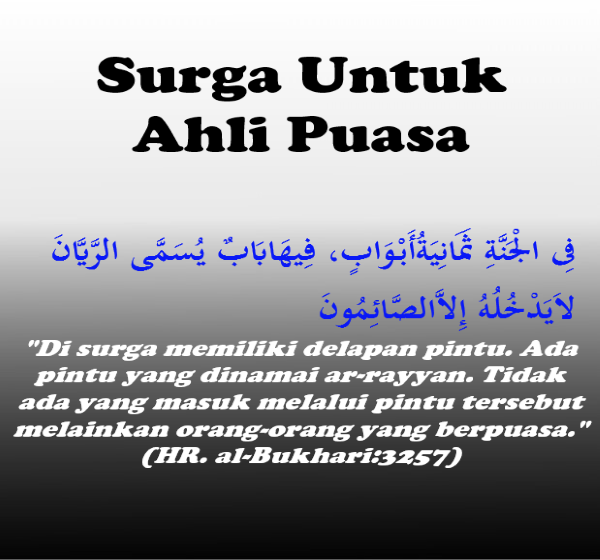 Surga Untuk
Ahli Puasa
فِى الْجَنَّةِ ثَمَانِيَةُأَبْوَابٍ، فِيهَابَابٌ يُسَمَّى الرَّيَّانَ
لاَيَدْخُلُهُ إِلاَّالصَّائِمُونَ
"Di surga memiliki delapan pintu. Ada
pintu yang dinamai ar-rayyan. Tidak
ada yang masuk melalui pintu tersebut
melainkan orang-orang yang berpuasa."
(HR. al-Bukhari:3257)